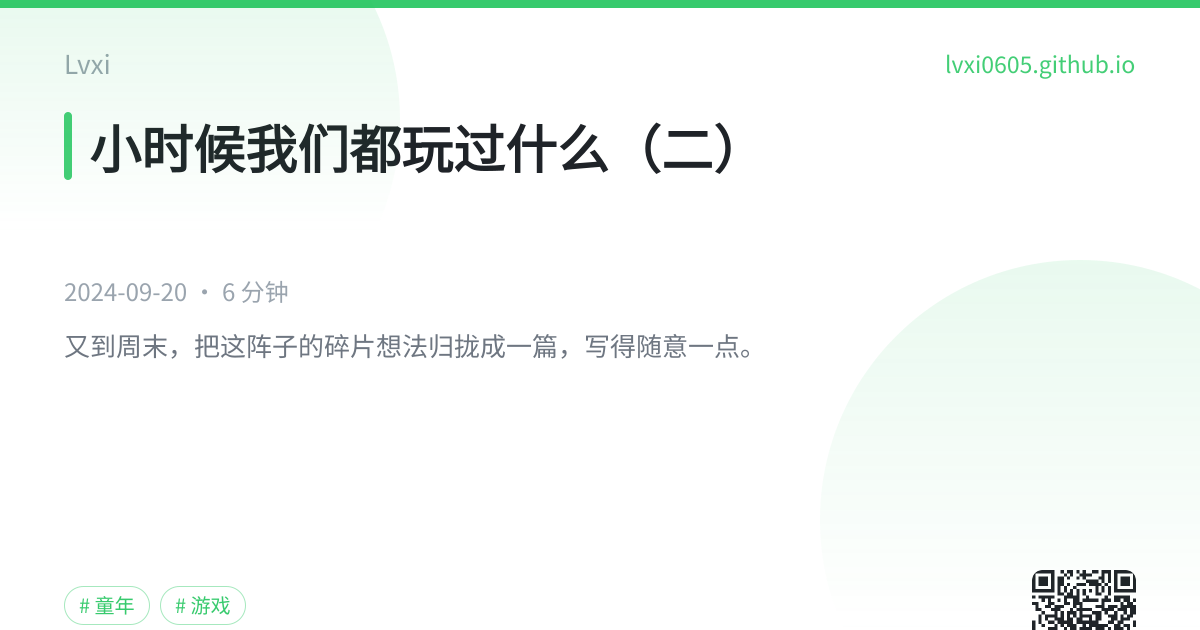 Lvxi
lvxi0605.github.io
小时候我们都玩过什么（二）
2024-09-20 · 6 分钟
又到周末，把这阵子的碎片想法归拢成一篇，写得随意一点。
# 童年
# 游戏